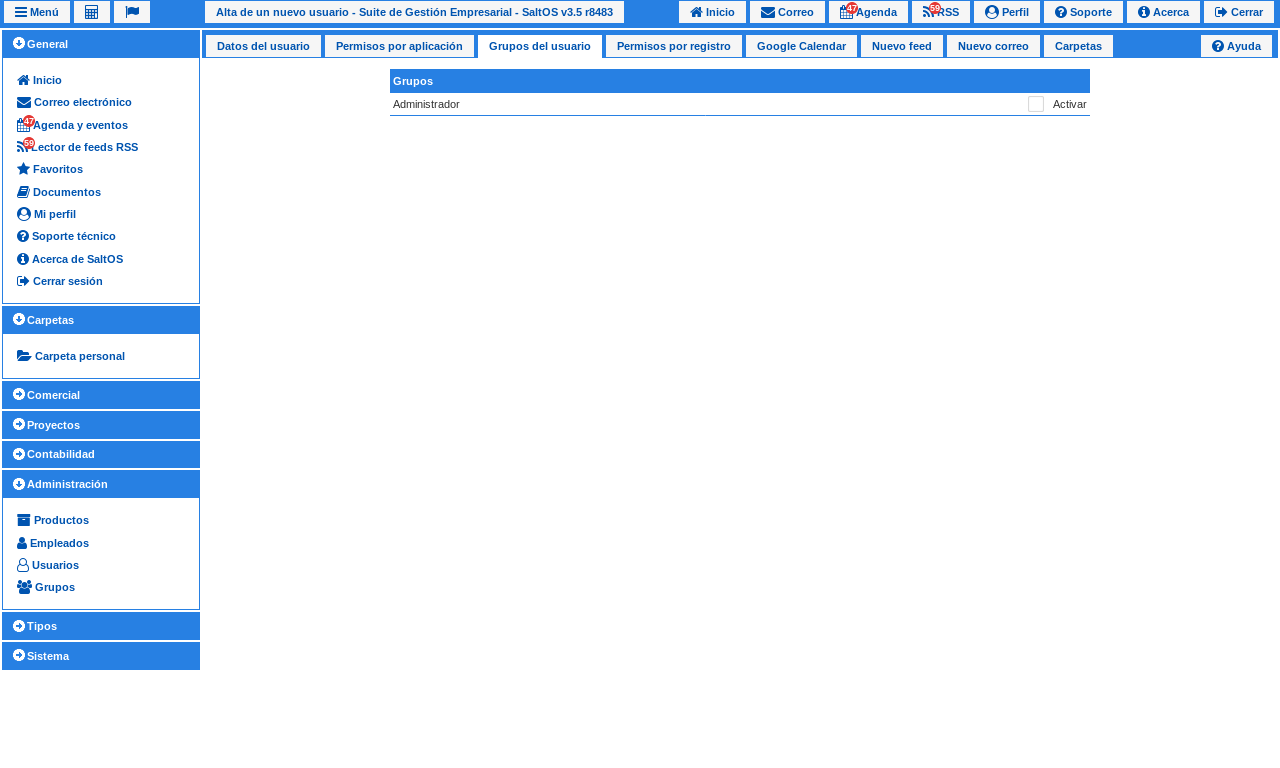 Menú
Alta de un nuevo usuario - Suite de Gestión Empresarial - SaltOS v3.5 r8483
Inicio
Correo
47 Agenda
59 RSS
Perfil
Soporte
Acerca
Cerrar
General
Inicio
Correo electrónico
47 Agenda y eventos
59 Lector de feeds RSS
Favoritos
Documentos
Mi perfil
Soporte técnico
Acerca de SaltOS
Cerrar sesión
Carpetas
Carpeta personal
Comercial
Proyectos
Contabilidad
Administración
Productos
Empleados
Usuarios
Grupos
Tipos
Sistema
Datos del usuario
Permisos por aplicación
Grupos del usuario
Permisos por registro
Google Calendar
Nuevo feed
Nuevo correo
Carpetas
Ayuda
Grupos
Administrador
Activar